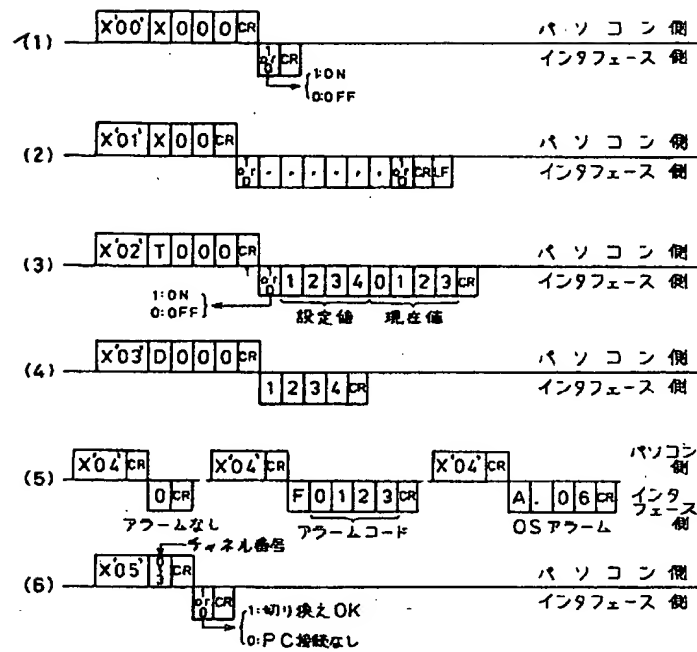 (1) X'00' X 0 0 0 CR パソコン側
1 or 0 CR インタフェース側
1:ON
0:OFF
(2) X'01' X 0 0 CR パソコン側
1 or 0 , , , , , , 1 or 0 CR LF インタフェース側
(3) X'02' T 0 0 0 CR パソコン側
1 or 0 1 2 3 4 0 1 2 3 CR インタフェース側
1:ON
0:OFF
設定値 現在値
(4) X'03' D 0 0 0 CR パソコン側
1 2 3 4 CR インタフェース側
(5) X'04' CR X'04' CR X'04' CR パソコン側
0 CR F 0 1 2 3 CR A . 0 6 CR インタフェース側
アラームなし アラームコード OSアラーム
チャネル番号
(6) X'05' 0 3 CR パソコン側
1 or 0 CR インタフェース側
1:切り換えOK
0:PC接続なし